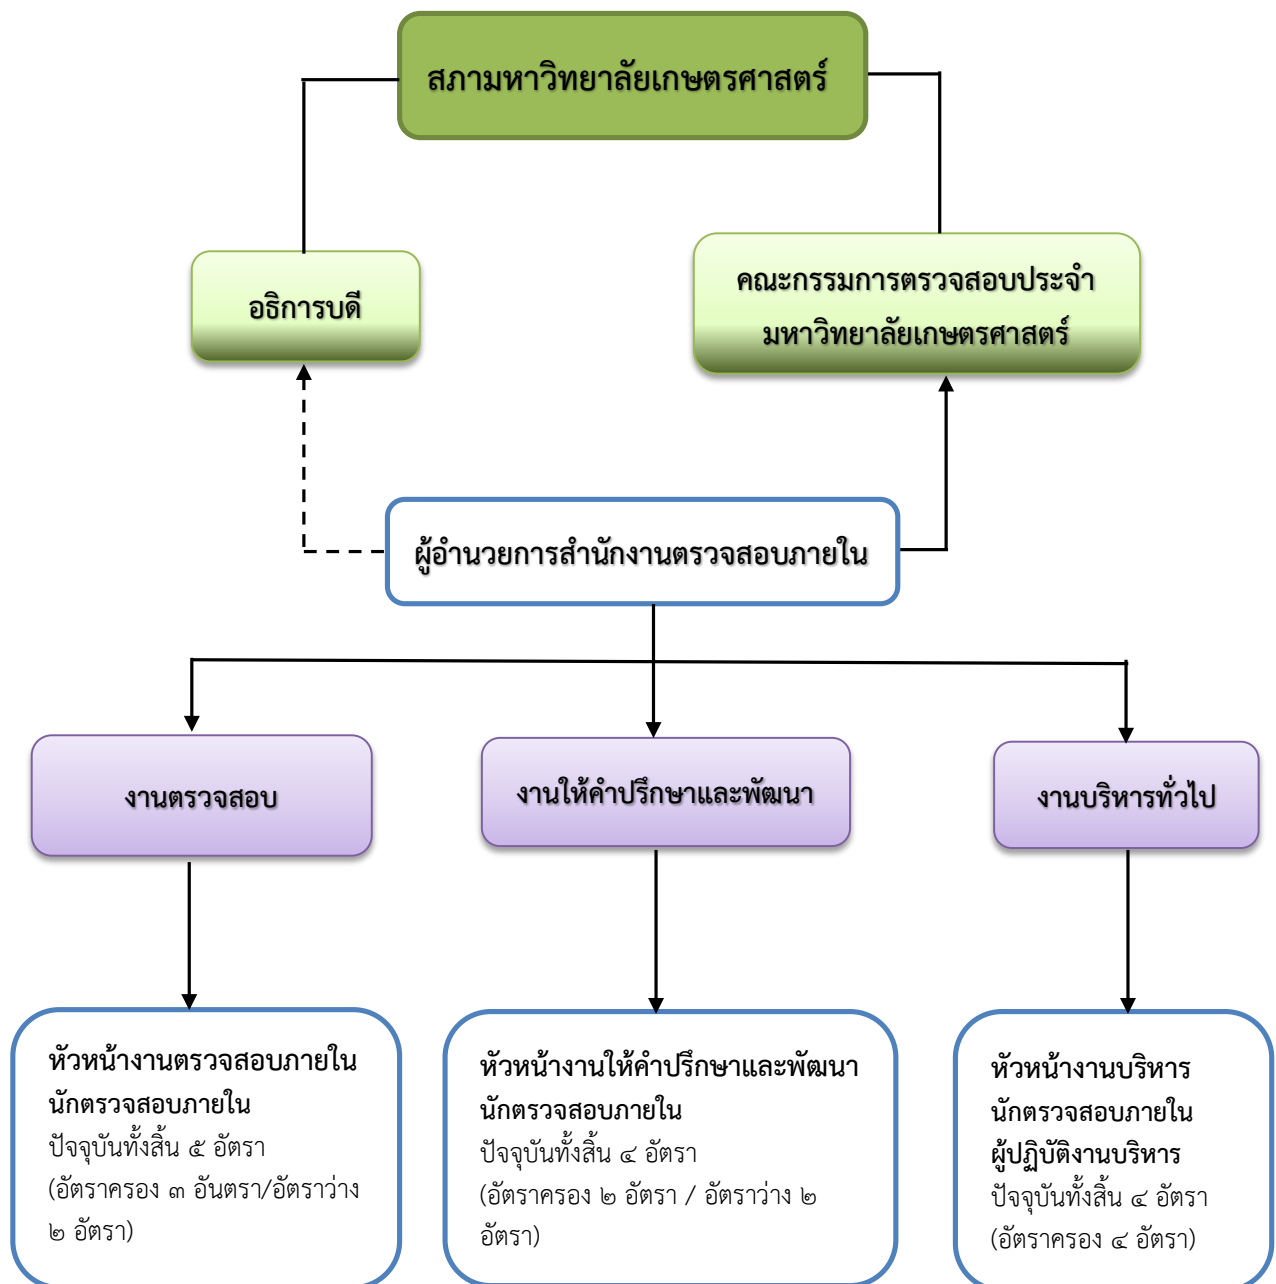 สภามหาวิทยาลัยเกษตรศาสตร์
อธิการบดี
คณะกรรมการตรวจสอบประจำ
มหาวิทยาลัยเกษตรศาสตร์
ผู้อำนวยการสำนักงานตรวจสอบภายใน
งานตรวจสอบ
งานให้คำปรึกษาและพัฒนา
งานบริหารทั่วไป
หัวหน้างานตรวจสอบภายใน
นักตรวจสอบภายใน
ปัจจุบันทั้งสิ้น ๕ อัตรา
(อัตราครอง ๓ อันตรา/อัตราว่าง
๒ อัตรา)
หัวหน้างานให้คำปรึกษาและพัฒนา
นักตรวจสอบภายใน
ปัจจุบันทั้งสิ้น ๔ อัตรา
(อัตราครอง ๒ อัตรา / อัตราว่าง ๒
อัตรา)
หัวหน้างานบริหาร
นักตรวจสอบภายใน
ผู้ปฏิบัติงานบริหาร
ปัจจุบันทั้งสิ้น ๔ อัตรา
(อัตราครอง ๔ อัตรา)